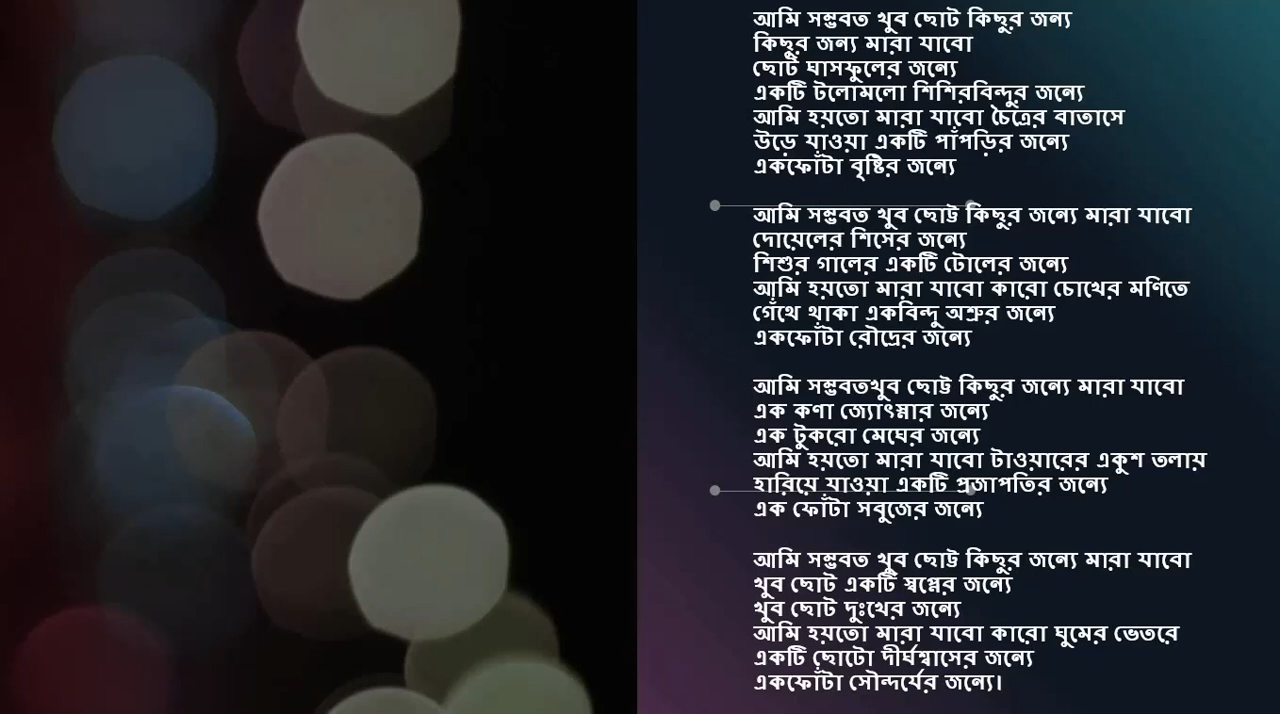 আমি সম্ভবত খুব ছোট কিছুর জন্য
কিছুর জন্য মারা যাবো
ছোট ঘাসফুলের জন্যে
একটি টলোমলো শিশিরবিন্দুর জন্যে
আমি হয়তো মারা যাবো চৈত্রের বাতাসে
উড়ে যাওয়া একটি পাঁপড়ির জন্যে
একফোঁটা বৃষ্টির জন্যে
আমি সম্ভবত খুব ছোট্ট কিছুর জন্যে মারা যাবো
দোয়েলের শিসের জন্যে
শিশুর গালের একটি টোলের জন্যে
আমি হয়তো মারা যাবো কারো চোখের মণিতে
গেঁথে থাকা একবিন্দু অশ্রুর জন্যে
একফোঁটা রৌদ্রের জন্যে
আমি সম্ভবতখুব ছোট্ট কিছুর জন্যে মারা যাবো
এক কণা জ্যোৎস্নার জন্যে
এক টুকরো মেঘের জন্যে
আমি হয়তো মারা যাবো টাওয়ারের একুশ তলায়
হারিয়ে যাওয়া একটি প্রজাপতির জন্যে
এক ফোঁটা সবুজের জন্যে
আমি সম্ভবত খুব ছোট্ট কিছুর জন্যে মারা যাবো
খুব ছোট একটি স্বপ্নের জন্যে
খুব ছোট দুঃখের জন্যে
আমি হয়তো মারা যাবো কারো ঘুমের ভেতরে
একটি ছোটো দীর্ঘশ্বাসের জন্যে
একফোঁটা সৌন্দর্যের জন্যে।